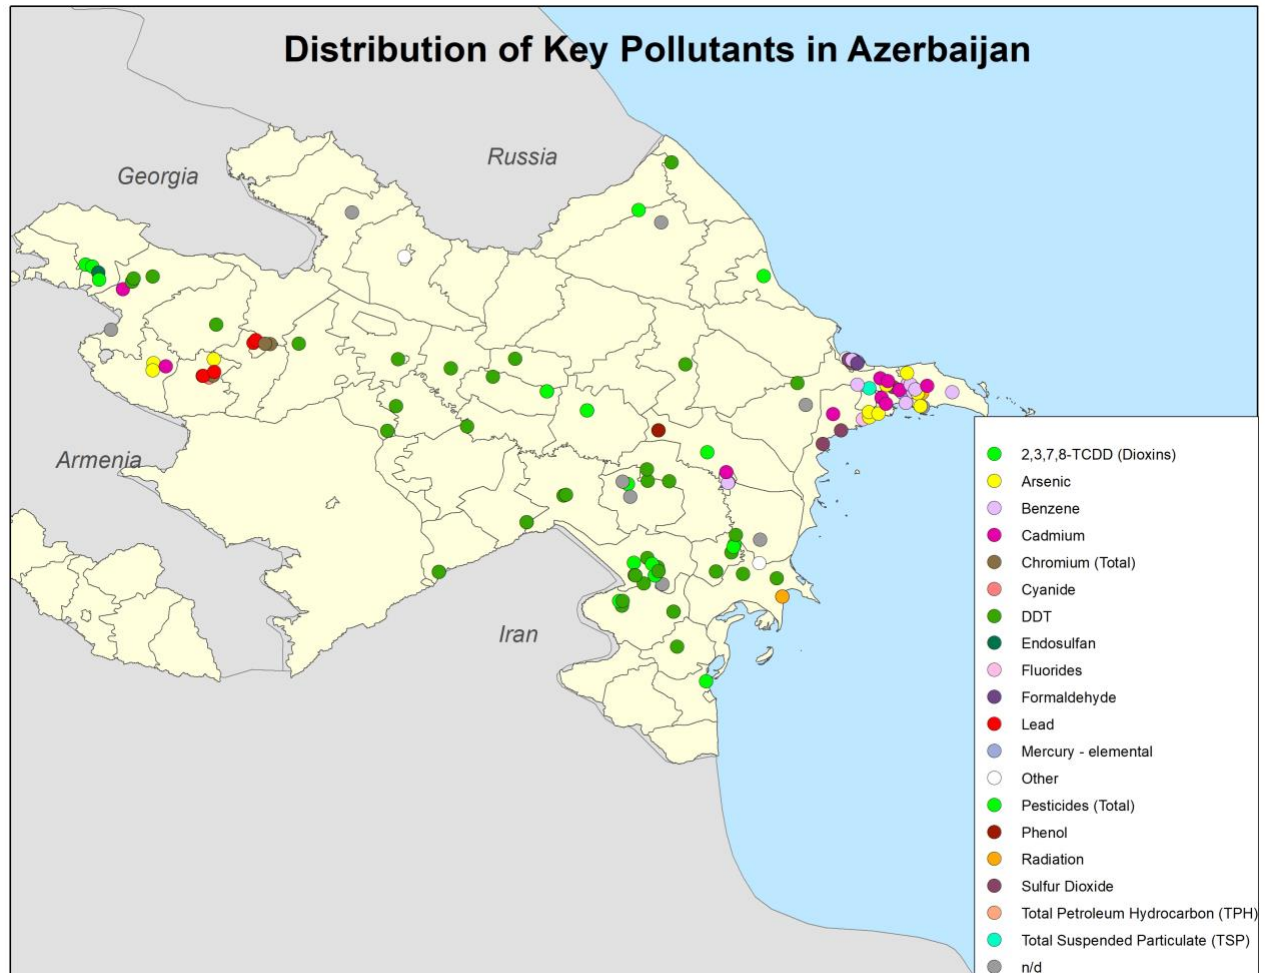 Distribution of Key Pollutants in Azerbaijan
Russia
Georgia
Armenia
Iran
2,3,7,8-TCDD (Dioxins)
Arsenic
Benzene
Cadmium
Chromium (Total)
Cyanide
DDT
Endosulfan
Fluorides
Formaldehyde
Lead
Mercury - elemental
Other
Pesticides (Total)
Phenol
Radiation
Sulfur Dioxide
Total Petroleum Hydrocarbon (TPH)
Total Suspended Particulate (TSP)
n/d